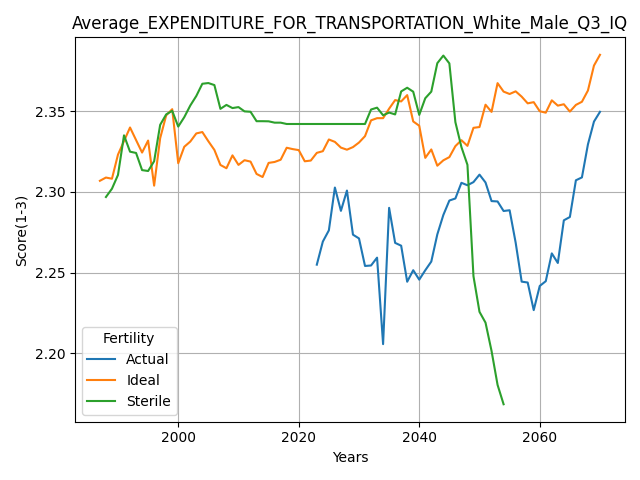 Average_EXPENDITURE_FOR_TRANSPORTATION_White_Male_Q3_IQ
Score(1-3)
2.35
2.30
2.25
2.20
Fertility
Actual
Ideal
Sterile
2000
2020
2040
2060
Years